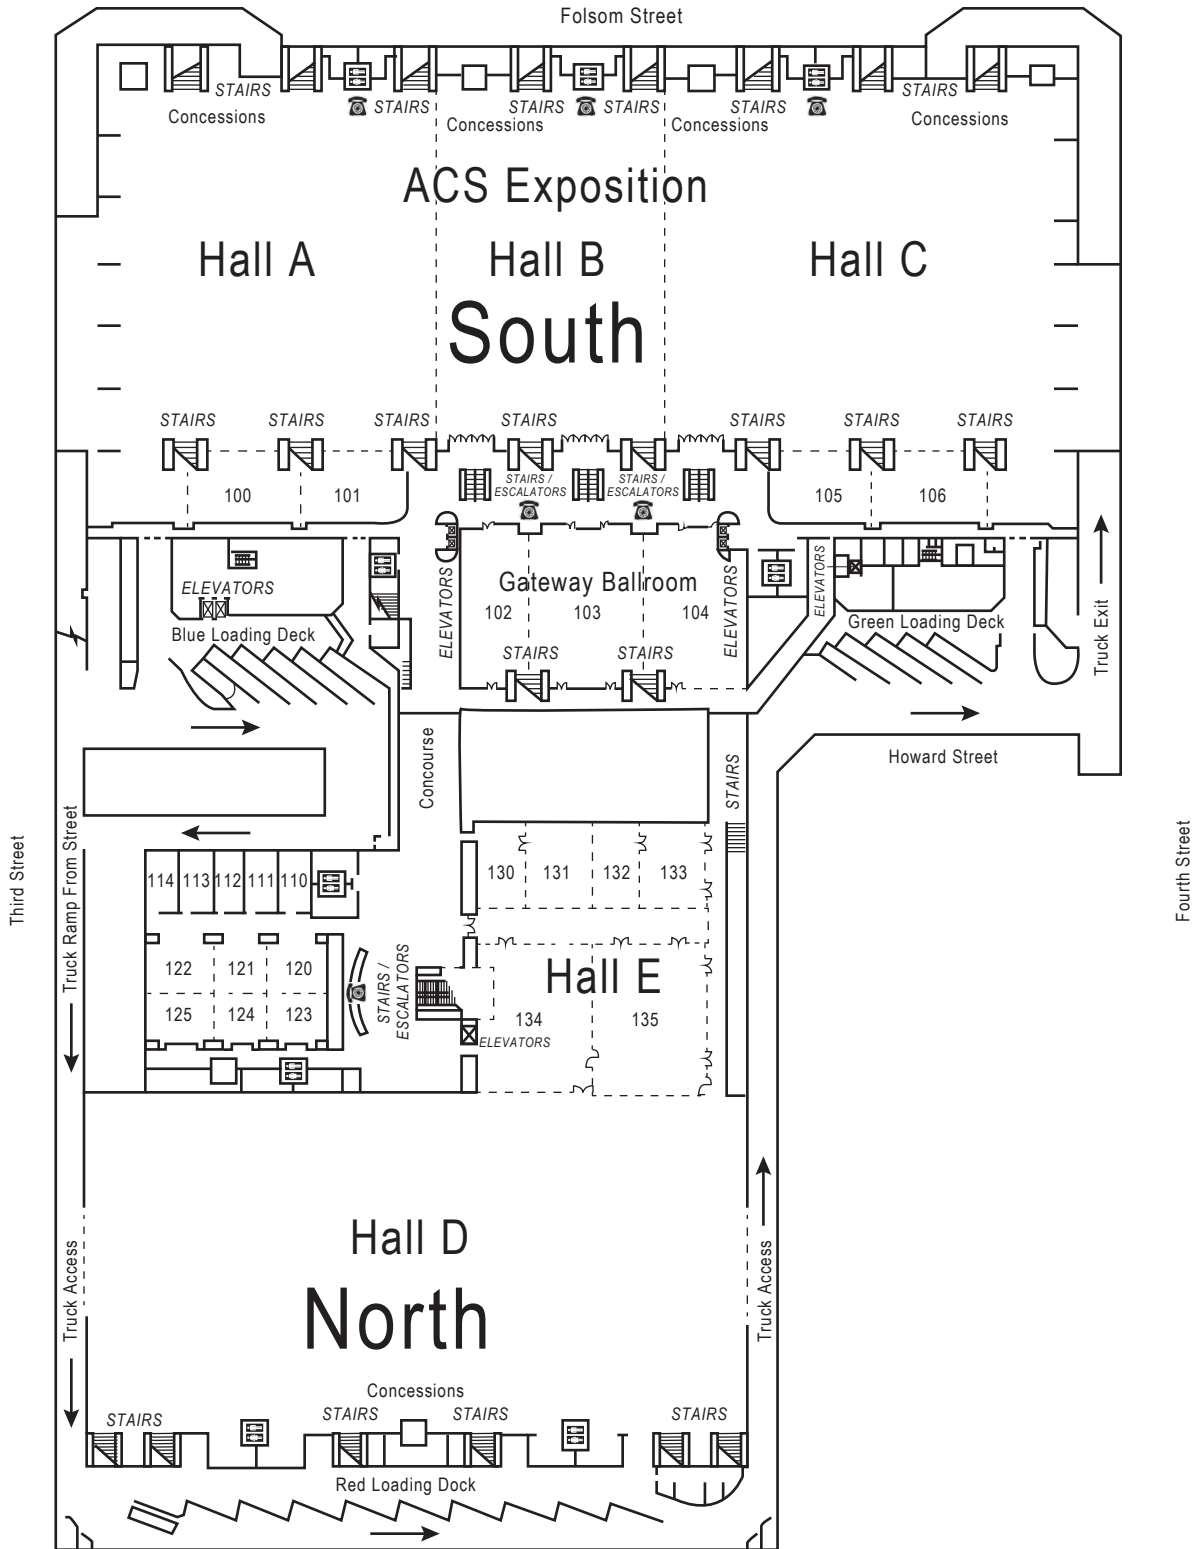 Folsom Street
STAIRS
STAIRS
STAIRS
STAIRS
STAIRS
STAIRS
Concessions
Concessions
Concessions
Concessions
ACS Exposition
Hall A
Hall B
Hall C
South
STAIRS
STAIRS
STAIRS
STAIRS
STAIRS
STAIRS
STAIRS
100
101
STAIRS /
ESCALATORS
STAIRS /
ESCALATORS
105
106
ELEVATORS
ELEVATORS
Gateway Ballroom
102
103
104
ELEVATORS
ELEVATORS
Blue Loading Deck
Green Loading Deck
Truck Exit
STAIRS
STAIRS
Concourse
STAIRS
Howard Street
Third Street
Truck Ramp From Street
Fourth Street
114
113
112
111
110
130
131
132
133
122
121
120
125
124
123
STAIRS /
ESCALATORS
Hall E
134
135
ELEVATORS
Hall D
North
Truck Access
Truck Access
Concessions
STAIRS
STAIRS
STAIRS
STAIRS
Red Loading Dock